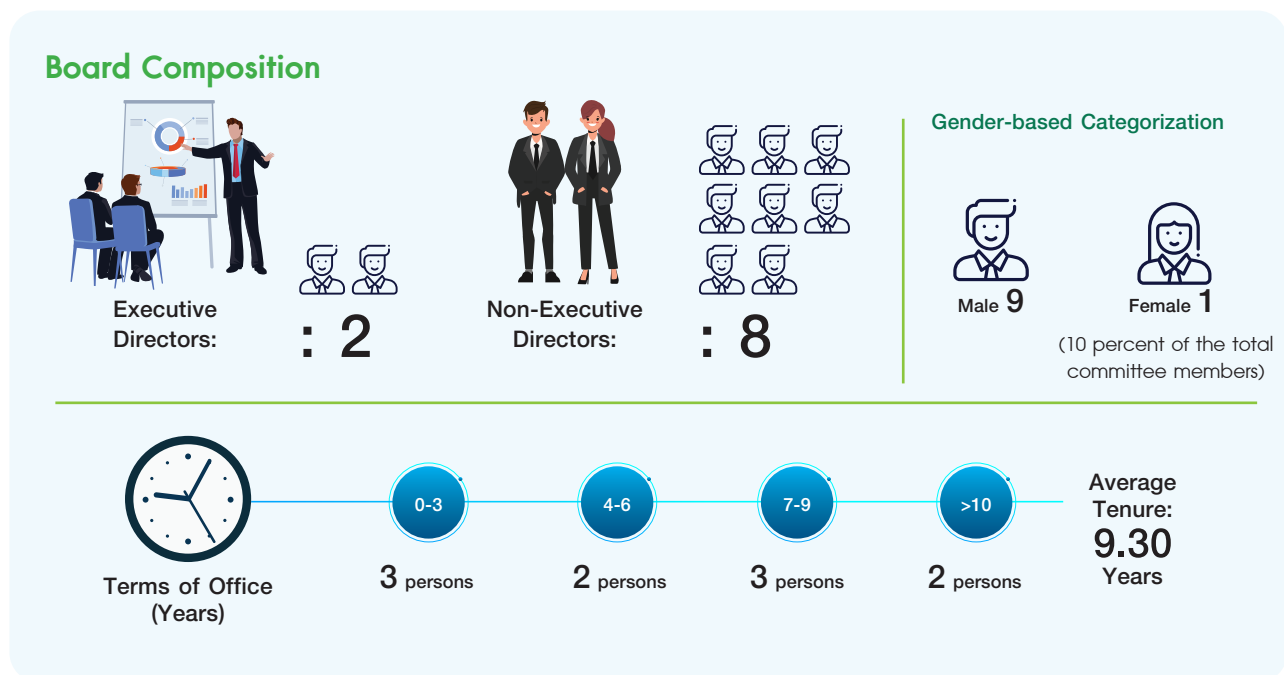 Board Composition
Executive
Directors:
: 2
Non-Executive
Directors:
: 8
Gender-based Categorization
Male 9
Female 1
(10 percent of the total
committee members)
Terms of Office
(Years)
0-3
3 persons
4-6
2 persons
7-9
3 persons
>10
2 persons
Average
Tenure:
9.30
Years